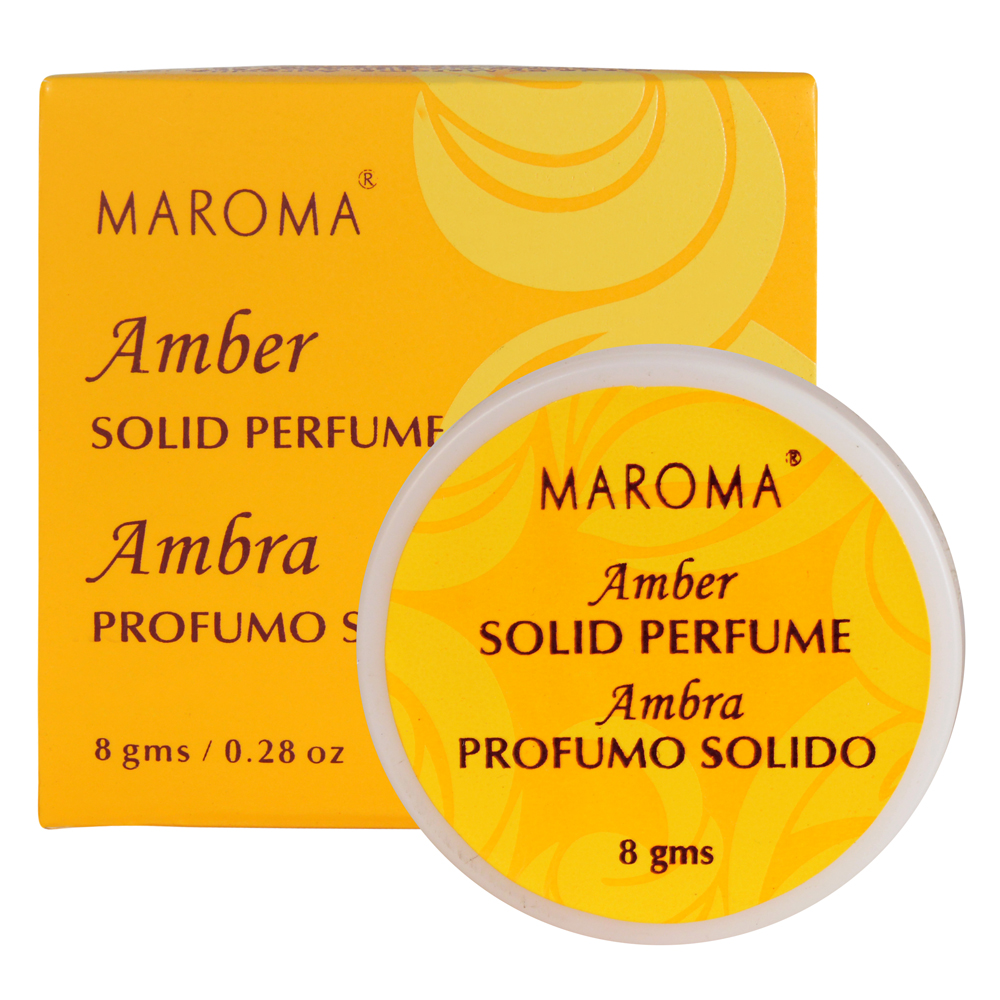 MAROMA®
Amber
SOLID PERFUME
Ambra
PROFUMO S
8 gms / 0.28 oz
MAROMA®
Amber
SOLID PERFUME
Ambra
PROFUMO SOLIDO
8 gms